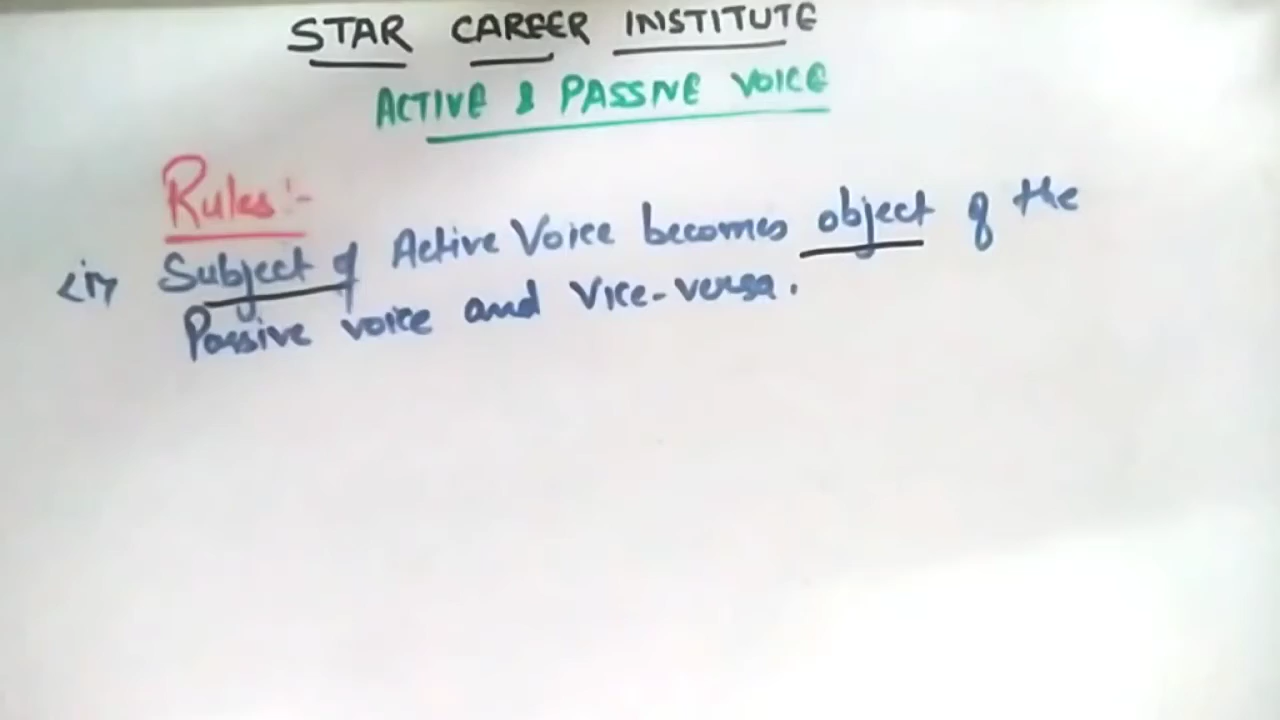 STAR CAREER INSTITUTE
ACTIVE & PASSIVE VOICE
Rules:-
<i> Subject of Active Voice becomes object of the
Passive voice and Vice-versa.